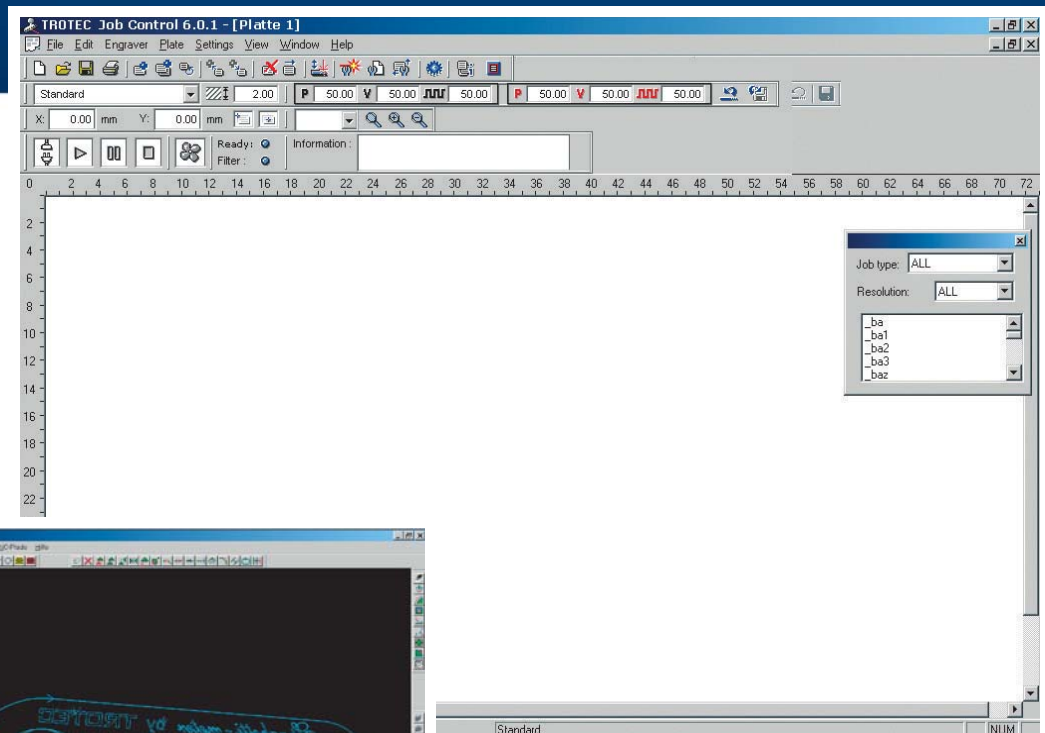 TROTEC Job Control 6.0.1 - [Platte 1]
File Edit Engraver Plate Settings View Window Help
Standard 2.00 P 50.00 V 50.00 50.00 P 50.00 V 50.00 50.00
X: 0.00 mm Y: 0.00 mm
Ready: Information :
Filter :
0 2 4 6 8 10 12 14 16 18 20 22 24 26 28 30 32 34 36 38 40 42 44 46 48 50 52 54 56 58 60 62 64 66 68 70 72
2
4
6
8
10
12
14
16
18
20
22
Job type: ALL
Resolution: ALL
_ba
_ba1
_ba2
_ba3
_baz
by TROTEC
Standard NUM